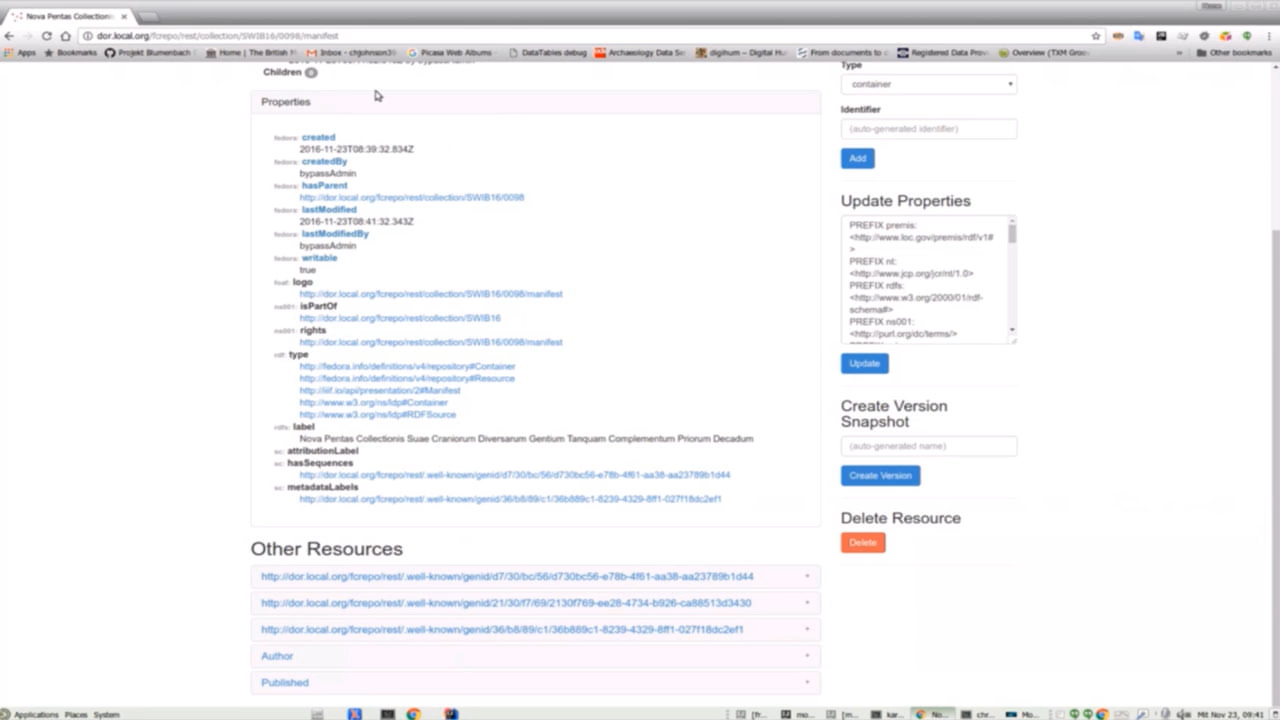 Nova Pentas Collections
dor.local.org/fcrepo/rest/collection/SWIB16/0098/manifest
Apps Bookmarks Projekt Blumenbach Home | The British Inbox - chjohnson3 Picasa Web Albums - DataTables debug Archaeology Data Se digihum – Digital Hu From documents to Registered Data Prov Overview (TXM Groc » Other bookmarks
Children 0
Properties
fedora: created
2016-11-23T08:39:32.834Z
fedora: createdBy
bypassAdmin
fedora: hasParent
http://dor.local.org/fcrepo/rest/collection/SWIB16/0098
fedora: lastModified
2016-11-23T08:41:32.343Z
fedora: lastModifiedBy
bypassAdmin
fedora: writable
true
foaf: logo
http://dor.local.org/fcrepo/rest/collection/SWIB16/0098/manifest
ns001: isPartOf
http://dor.local.org/fcrepo/rest/collection/SWIB16
ns001: rights
http://dor.local.org/fcrepo/rest/collection/SWIB16/0098/manifest
rdf: type
http://fedora.info/definitions/v4/repository#Container
http://fedora.info/definitions/v4/repository#Resource
http://iiif.io/api/presentation/2#Manifest
http://www.w3.org/ns/ldp#Container
http://www.w3.org/ns/ldp#RDFSource
rdfs: label
Nova Pentas Collectionis Suae Craniorum Diversarum Gentium Tanquam Complementum Priorum Decadum
sc: attributionLabel
sc: hasSequences
http://dor.local.org/fcrepo/rest/.well-known/genid/d7/30/bc/56/d730bc56-e78b-4f61-aa38-aa23789b1d44
sc: metadataLabels
http://dor.local.org/fcrepo/rest/.well-known/genid/36/b8/89/c1/36b889c1-8239-4329-8ff1-027f18dc2ef1
Other Resources
http://dor.local.org/fcrepo/rest/.well-known/genid/d7/30/bc/56/d730bc56-e78b-4f61-aa38-aa23789b1d44
http://dor.local.org/fcrepo/rest/.well-known/genid/21/30/f7/69/2130f769-ee28-4734-b926-ca88513d3430
http://dor.local.org/fcrepo/rest/.well-known/genid/36/b8/89/c1/36b889c1-8239-4329-8ff1-027f18dc2ef1
Author
Published
Type
container
Identifier
(auto-generated identifier)
Add
Update Properties
PREFIX premis:
<http://www.loc.gov/premis/rdf/v1#
>
PREFIX nt:
<http://www.jcp.org/jcr/nt/1.0>
PREFIX rdfs:
<http://www.w3.org/2000/01/rdf-
schema#>
PREFIX ns001:
<http://purl.org/dc/terms/>
Update
Create Version
Snapshot
(auto-generated name)
Create Version
Delete Resource
Delete
Applications Places System [fr... mo... [m... kar... No... chr... Mo... Mit Nov 23, 09:41